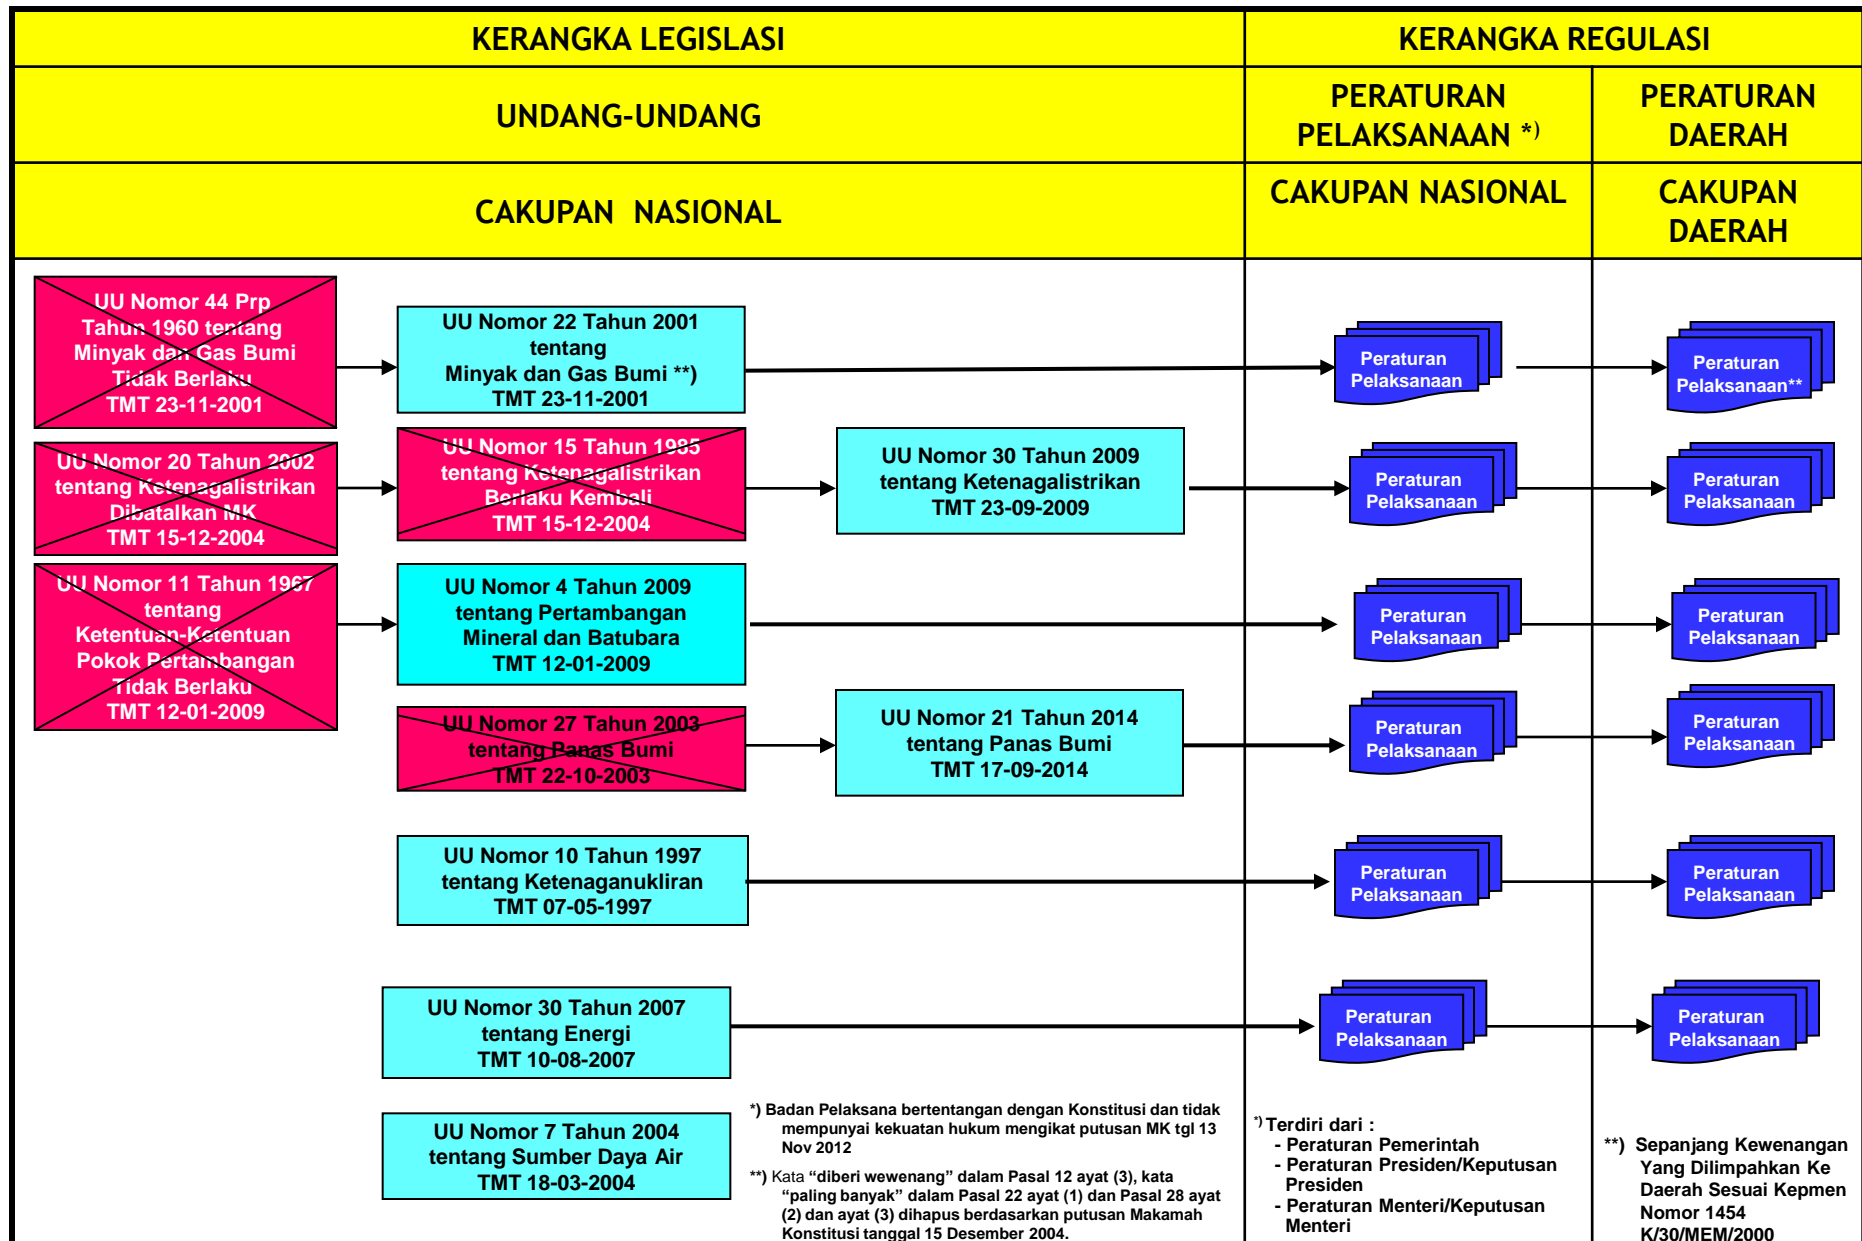 KERANGKA LEGISLASI
KERANGKA REGULASI
UNDANG-UNDANG
PERATURAN
PELAKSANAAN *)
PERATURAN
DAERAH
CAKUPAN NASIONAL
CAKUPAN NASIONAL
CAKUPAN
DAERAH
UU Nomor 44 Prp
Tahun 1960 tentang
Minyak dan Gas Bumi
Tidak Berlaku
TMT 23-11-2001
UU Nomor 22 Tahun 2001
tentang
Minyak dan Gas Bumi **)
TMT 23-11-2001
Peraturan
Pelaksanaan
Peraturan
Pelaksanaan**
UU Nomor 20 Tahun 2002
tentang Ketenagalistrikan
Dibatalkan MK
TMT 15-12-2004
UU Nomor 15 Tahun 1985
tentang Ketenagalistrikan
Berlaku Kembali
TMT 15-12-2004
UU Nomor 30 Tahun 2009
tentang Ketenagalistrikan
TMT 23-09-2009
Peraturan
Pelaksanaan
Peraturan
Pelaksanaan
UU Nomor 11 Tahun 1967
tentang
Ketentuan-Ketentuan
Pokok Pertambangan
Tidak Berlaku
TMT 12-01-2009
UU Nomor 4 Tahun 2009
tentang Pertambangan
Mineral dan Batubara
TMT 12-01-2009
Peraturan
Pelaksanaan
Peraturan
Pelaksanaan
UU Nomor 27 Tahun 2003
tentang Panas Bumi
TMT 22-10-2003
UU Nomor 21 Tahun 2014
tentang Panas Bumi
TMT 17-09-2014
Peraturan
Pelaksanaan
Peraturan
Pelaksanaan
UU Nomor 10 Tahun 1997
tentang Ketenaganukliran
TMT 07-05-1997
Peraturan
Pelaksanaan
Peraturan
Pelaksanaan
UU Nomor 30 Tahun 2007
tentang Energi
TMT 10-08-2007
Peraturan
Pelaksanaan
Peraturan
Pelaksanaan
UU Nomor 7 Tahun 2004
tentang Sumber Daya Air
TMT 18-03-2004
*) Badan Pelaksana bertentangan dengan Konstitusi dan tidak
mempunyai kekuatan hukum mengikat putusan MK tgl 13
Nov 2012
**) Kata “diberi wewenang” dalam Pasal 12 ayat (3), kata
“paling banyak” dalam Pasal 22 ayat (1) dan Pasal 28 ayat
(2) dan ayat (3) dihapus berdasarkan putusan Makamah
Konstitusi tanggal 15 Desember 2004.
*) Terdiri dari :
- Peraturan Pemerintah
- Peraturan Presiden/Keputusan
Presiden
- Peraturan Menteri/Keputusan
Menteri
**) Sepanjang Kewenangan
Yang Dilimpahkan Ke
Daerah Sesuai Kepmen
Nomor 1454
K/30/MEM/2000